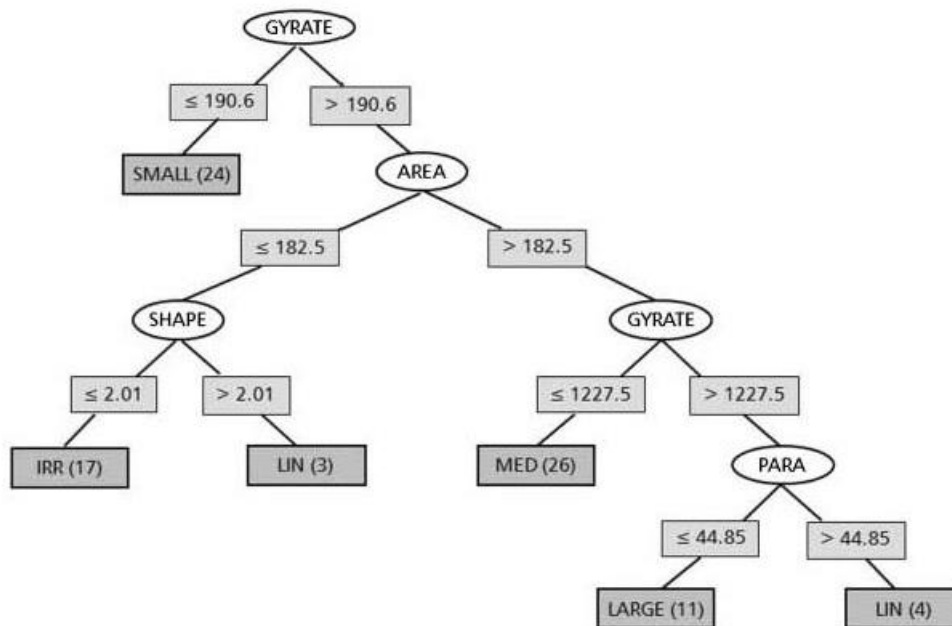 GYRATE
≤ 190.6
> 190.6
SMALL (24)
AREA
≤ 182.5
> 182.5
SHAPE
GYRATE
≤ 2.01
> 2.01
≤ 1227.5
> 1227.5
IRR (17)
LIN (3)
MED (26)
PARA
≤ 44.85
> 44.85
LARGE (11)
LIN (4)